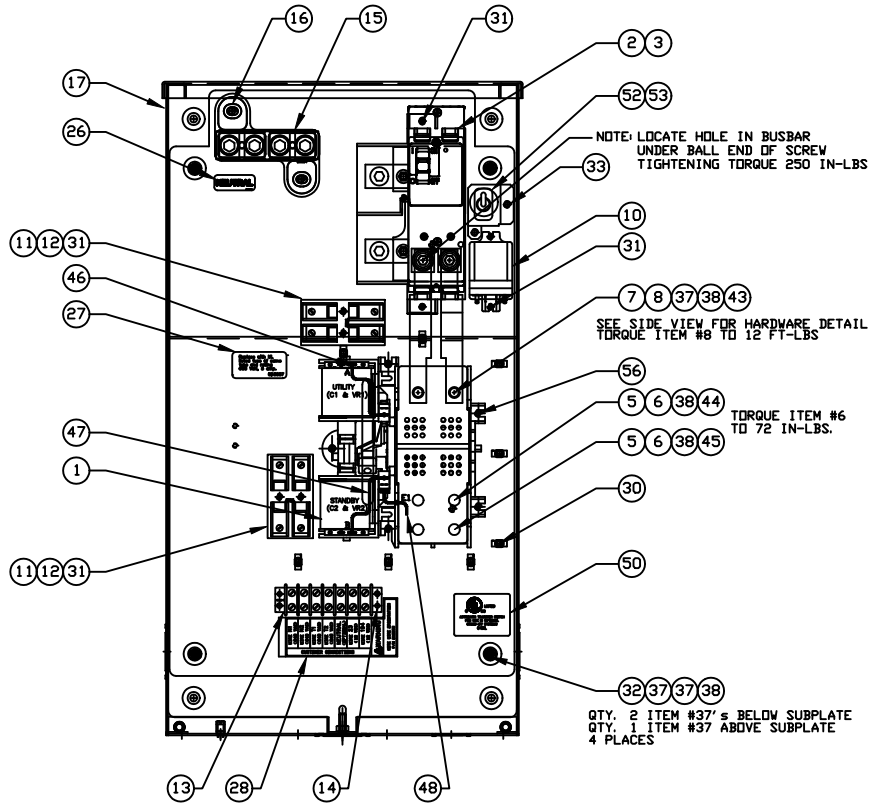 16
15
31
2 3
17
52 53
26
NOTE: LOCATE HOLE IN BUSBAR
UNDER BALL END OF SCREW
TIGHTENING TORQUE 250 IN-LBS
33
NEUTRAL
10
11 12 31
31
46
7 8 37 38 43
27
SEE SIDE VIEW FOR HARDWARE DETAIL
TORQUE ITEM #8 TO 12 FT-LBS
A
UTILITY
(C1 & VR1)
56
5 6 38 44
TORQUE ITEM #6
TO 72 IN-LBS.
47
5 6 38 45
1
STANDBY
(C2 & VR2)
B
30
11 12 31
50
LISTED
CUSTOMER CONNECTIONS
32 37 37 38
QTY. 2 ITEM #37's BELOW SUBPLATE
QTY. 1 ITEM #37 ABOVE SUBPLATE
4 PLACES
13
28
14
48